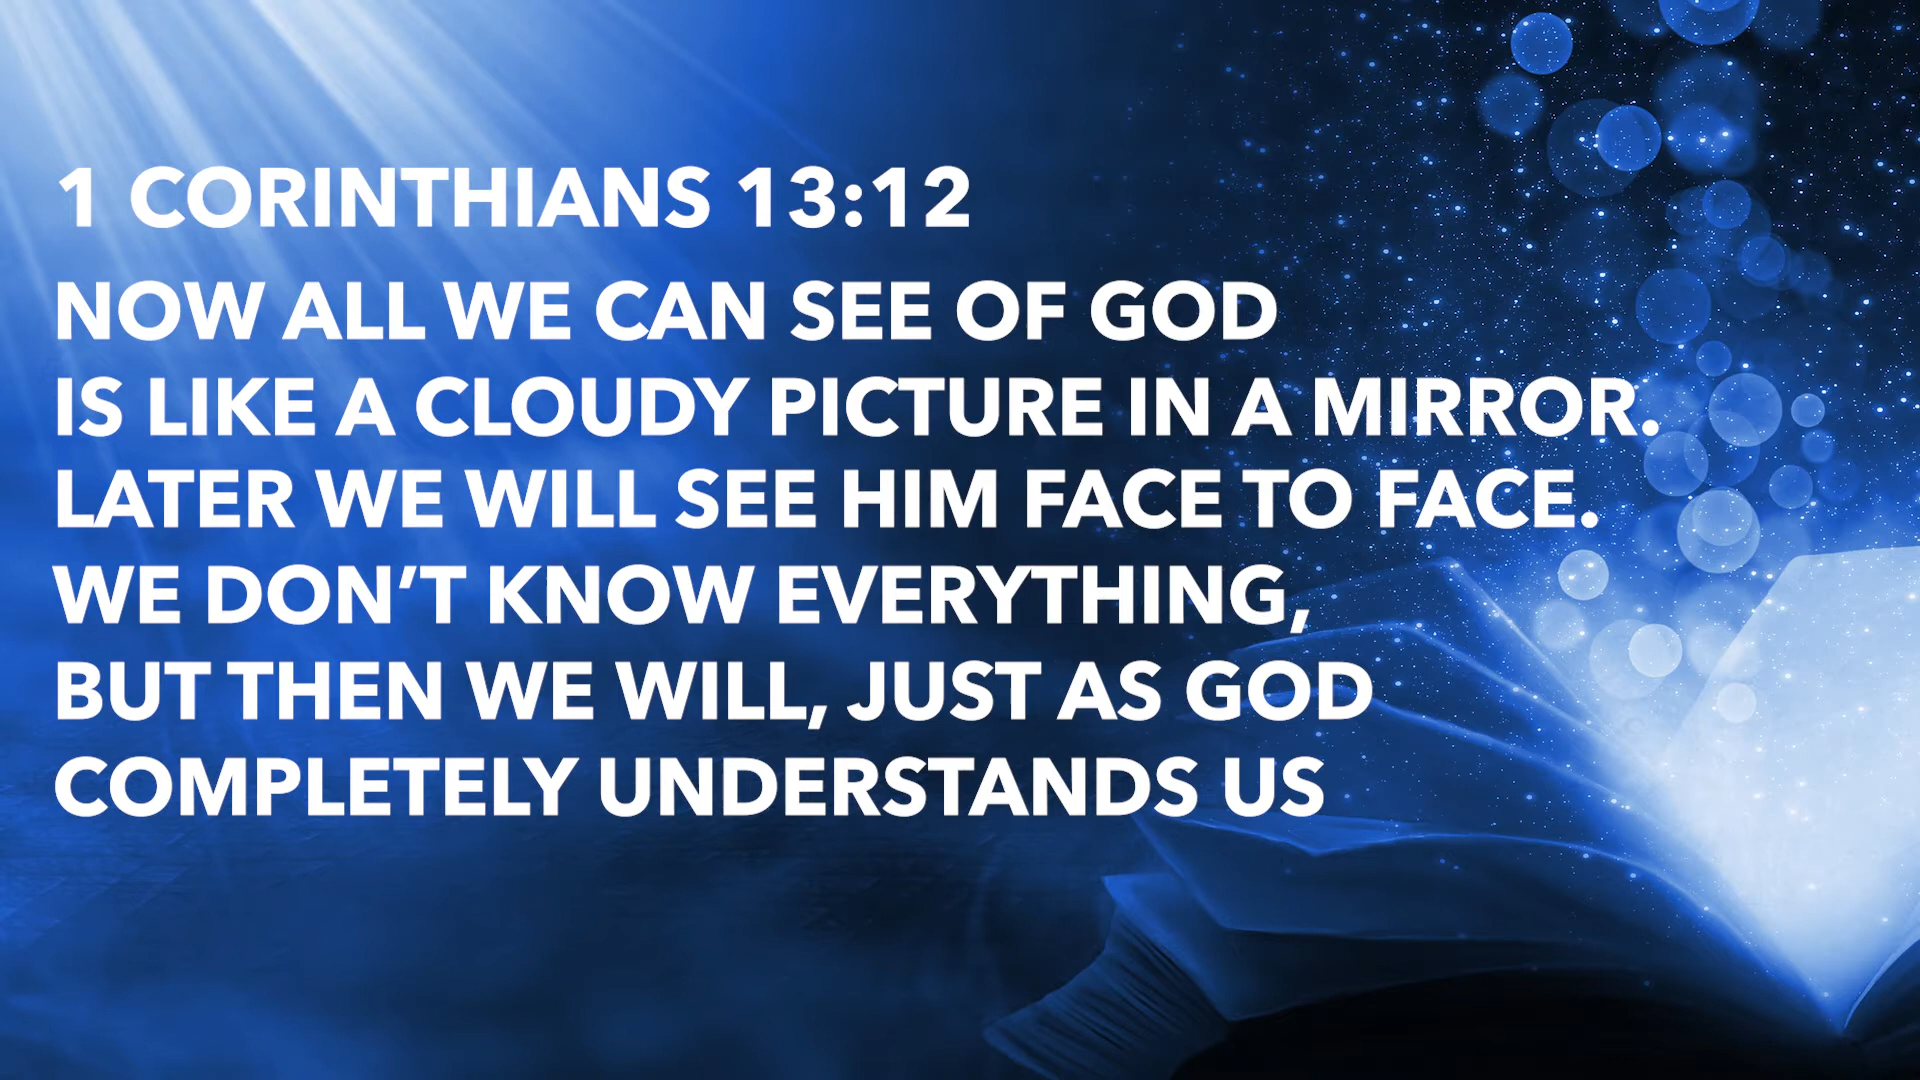 1 CORINTHIANS 13:12
NOW ALL WE CAN SEE OF GOD
IS LIKE A CLOUDY PICTURE IN A MIRROR.
LATER WE WILL SEE HIM FACE TO FACE.
WE DON’T KNOW EVERYTHING,
BUT THEN WE WILL, JUST AS GOD
COMPLETELY UNDERSTANDS US